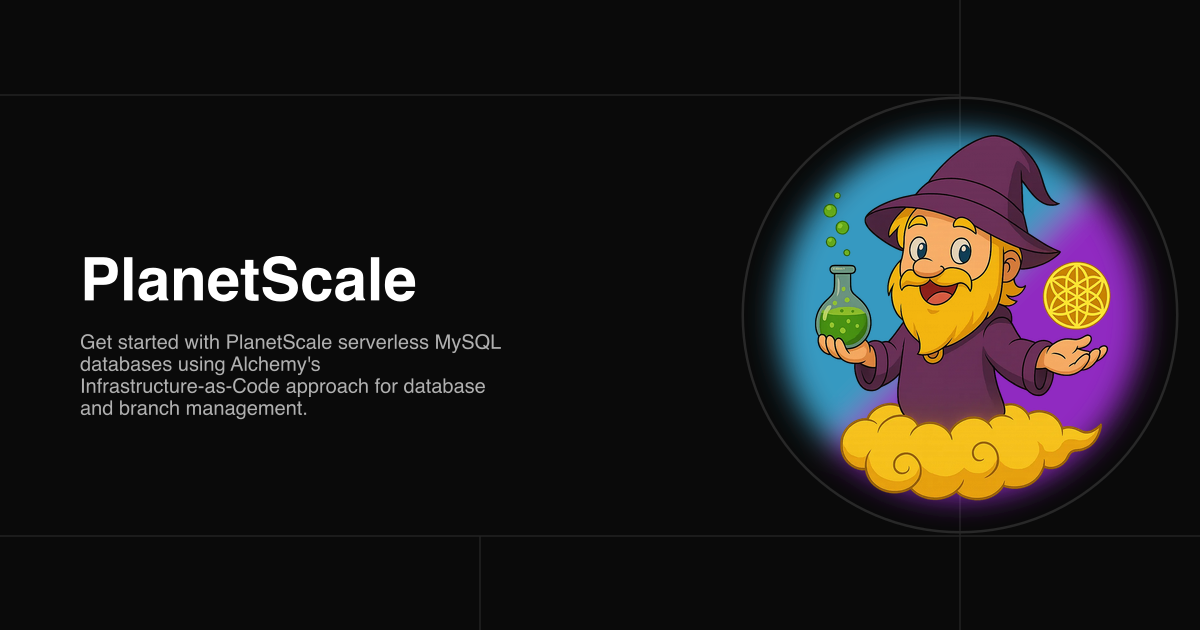 PlanetScale
Get started with PlanetScale serverless MySQL
databases using Alchemy's
Infrastructure-as-Code approach for database
and branch management.